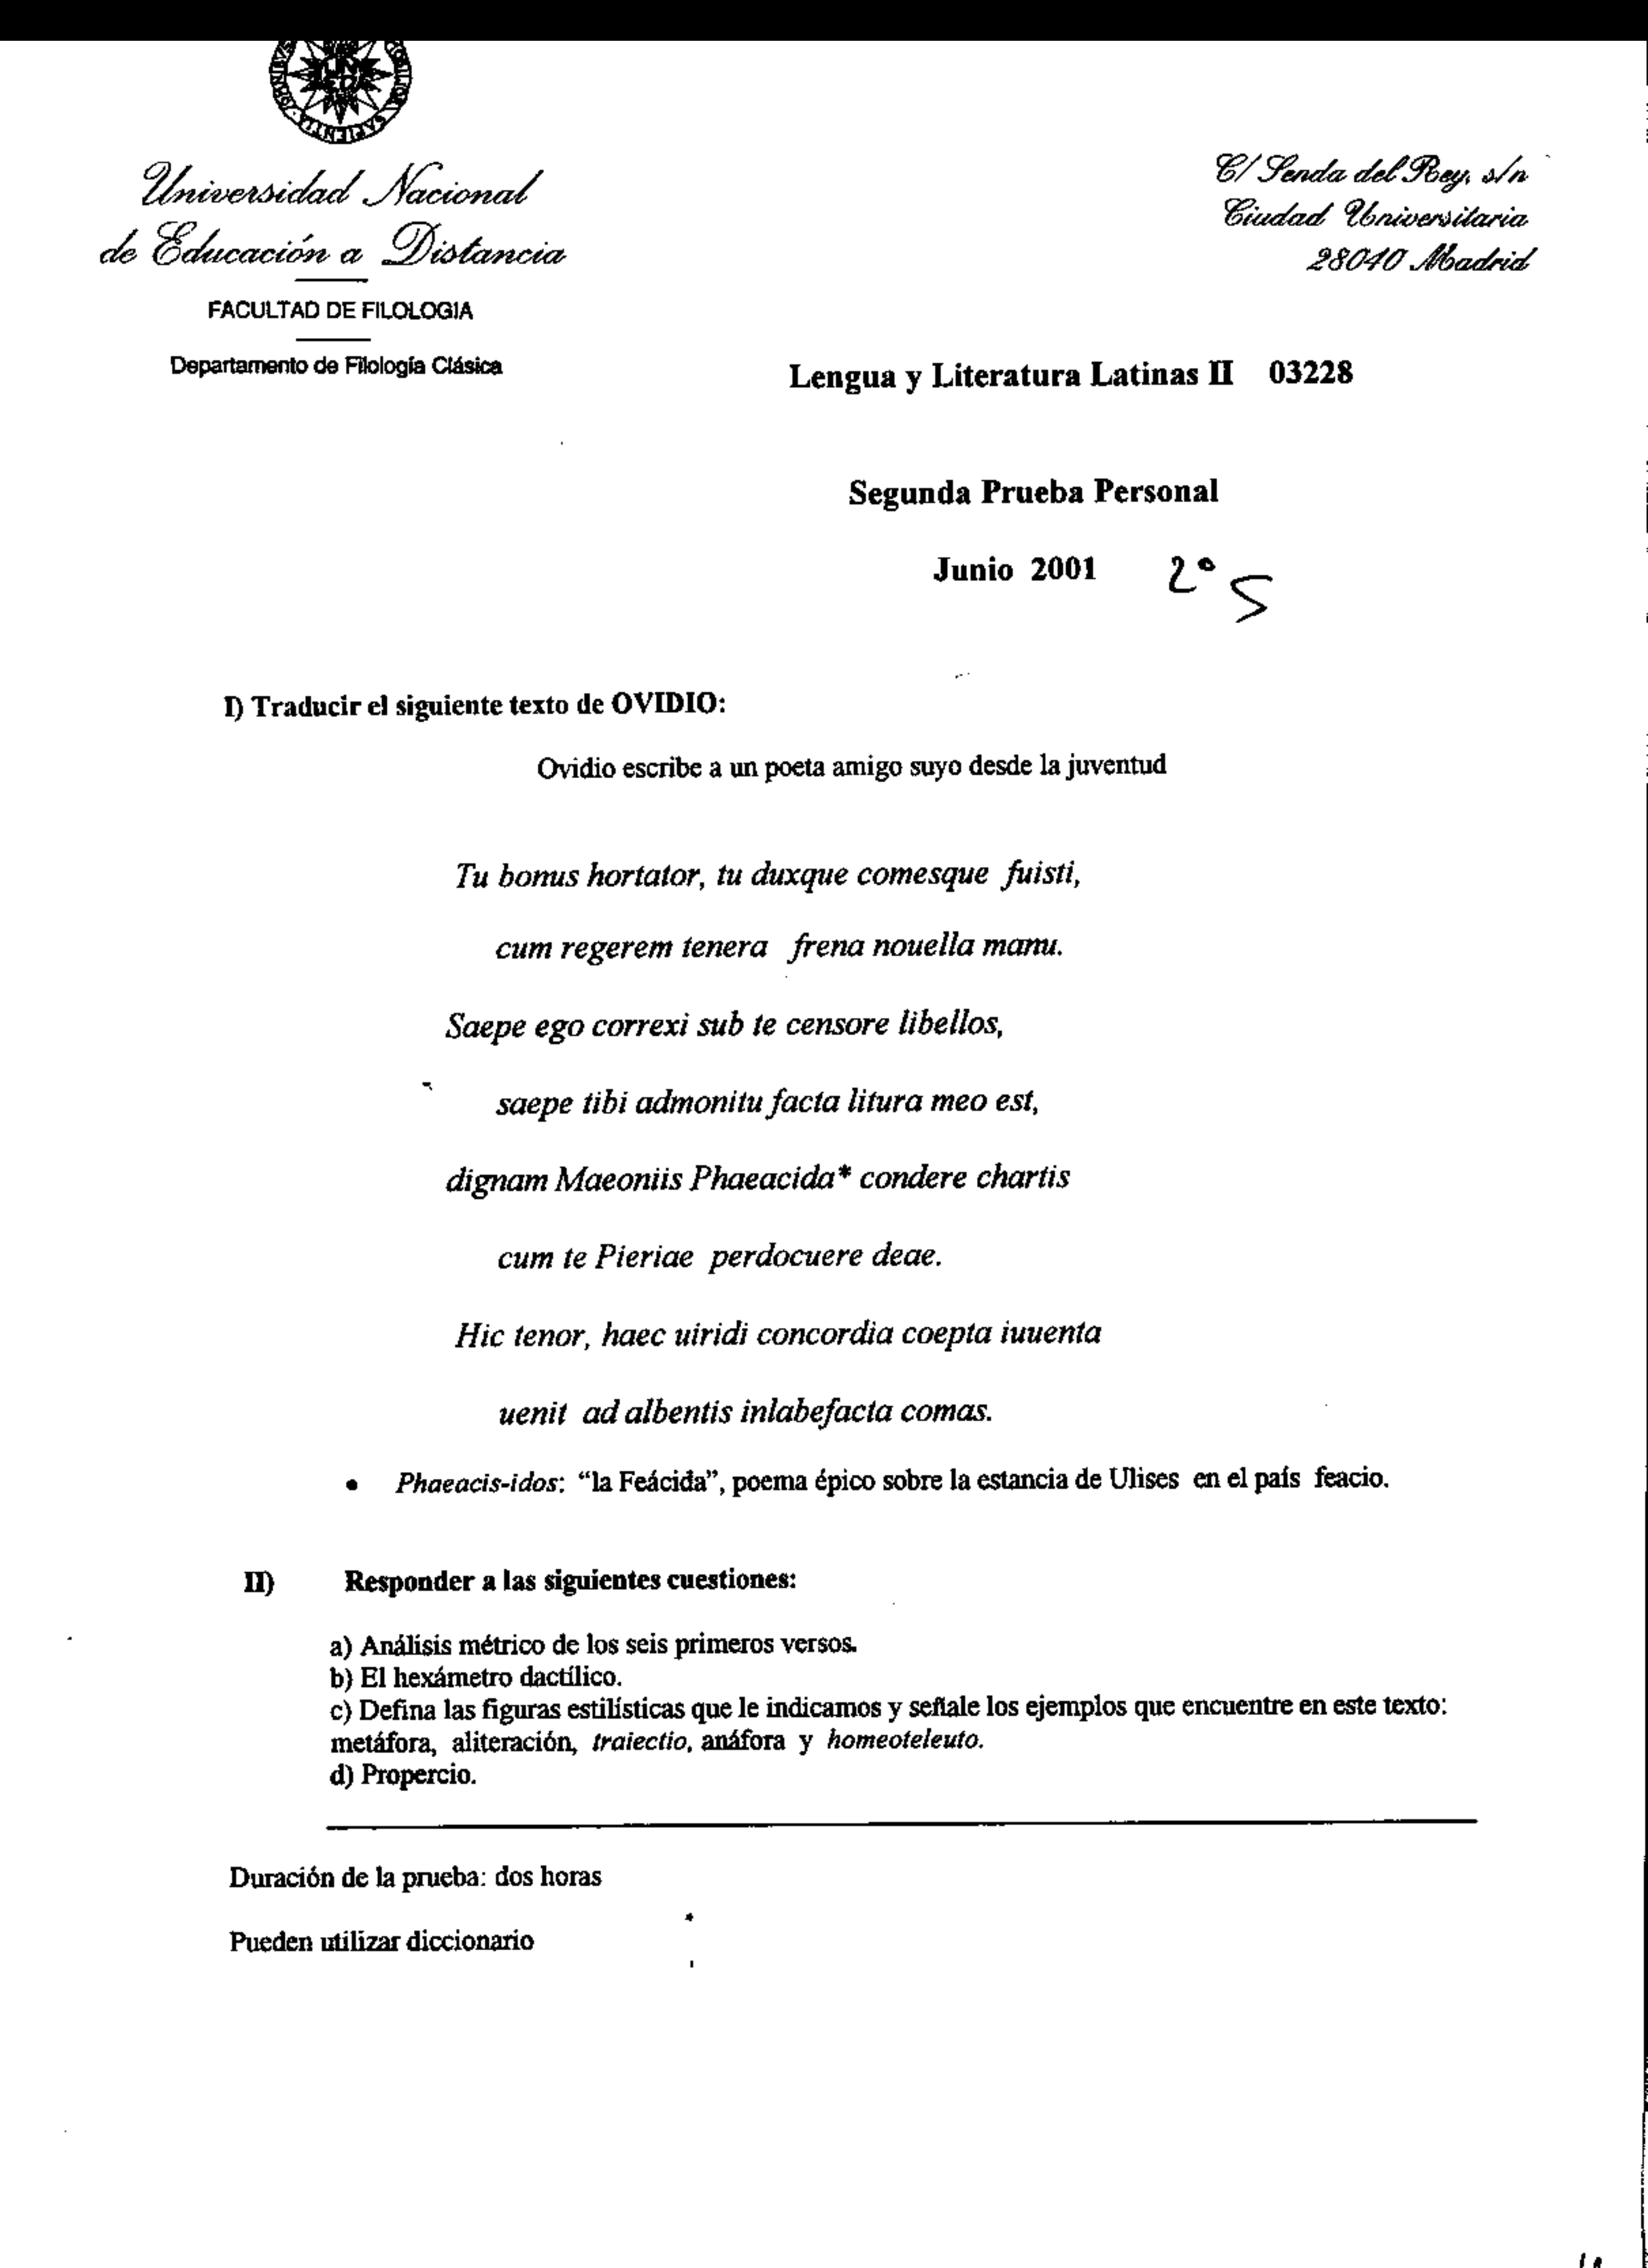 Universidad Nacional
de Educación a Distancia
FACULTAD DE FILOLOGIA
Departamento de Filología Clásica
C/ Senda del Rey, s/n
Ciudad Universitaria
28040 Madrid
Lengua y Literatura Latinas II 03228
Segunda Prueba Personal
Junio 2001 2º S
I) Traducir el siguiente texto de OVIDIO:
Ovidio escribe a un poeta amigo suyo desde la juventud
Tu bonus hortator, tu duxque comesque fuisti,
cum regerem tenera frena nouella manu.
Saepe ego correxi sub te censore libellos,
saepe tibi admonitu facta litura meo est,
dignam Maeoniis Phaeacida* condere chartis
cum te Pieriae perdocuere deae.
Hic tenor, haec uiridi concordia coepta iuuenta
uenit ad albentis inlabefacta comas.
• Phaeacis-idos: “la Feácida”, poema épico sobre la estancia de Ulises en el país feacio.
II) Responder a las siguientes cuestiones:
a) Análisis métrico de los seis primeros versos.
b) El hexámetro dactílico.
c) Defina las figuras estilísticas que le indicamos y señale los ejemplos que encuentre en este texto:
metáfora, aliteración, traiectio, anáfora y homeoteleuto.
d) Propercio.
Duración de la prueba: dos horas
Pueden utilizar diccionario